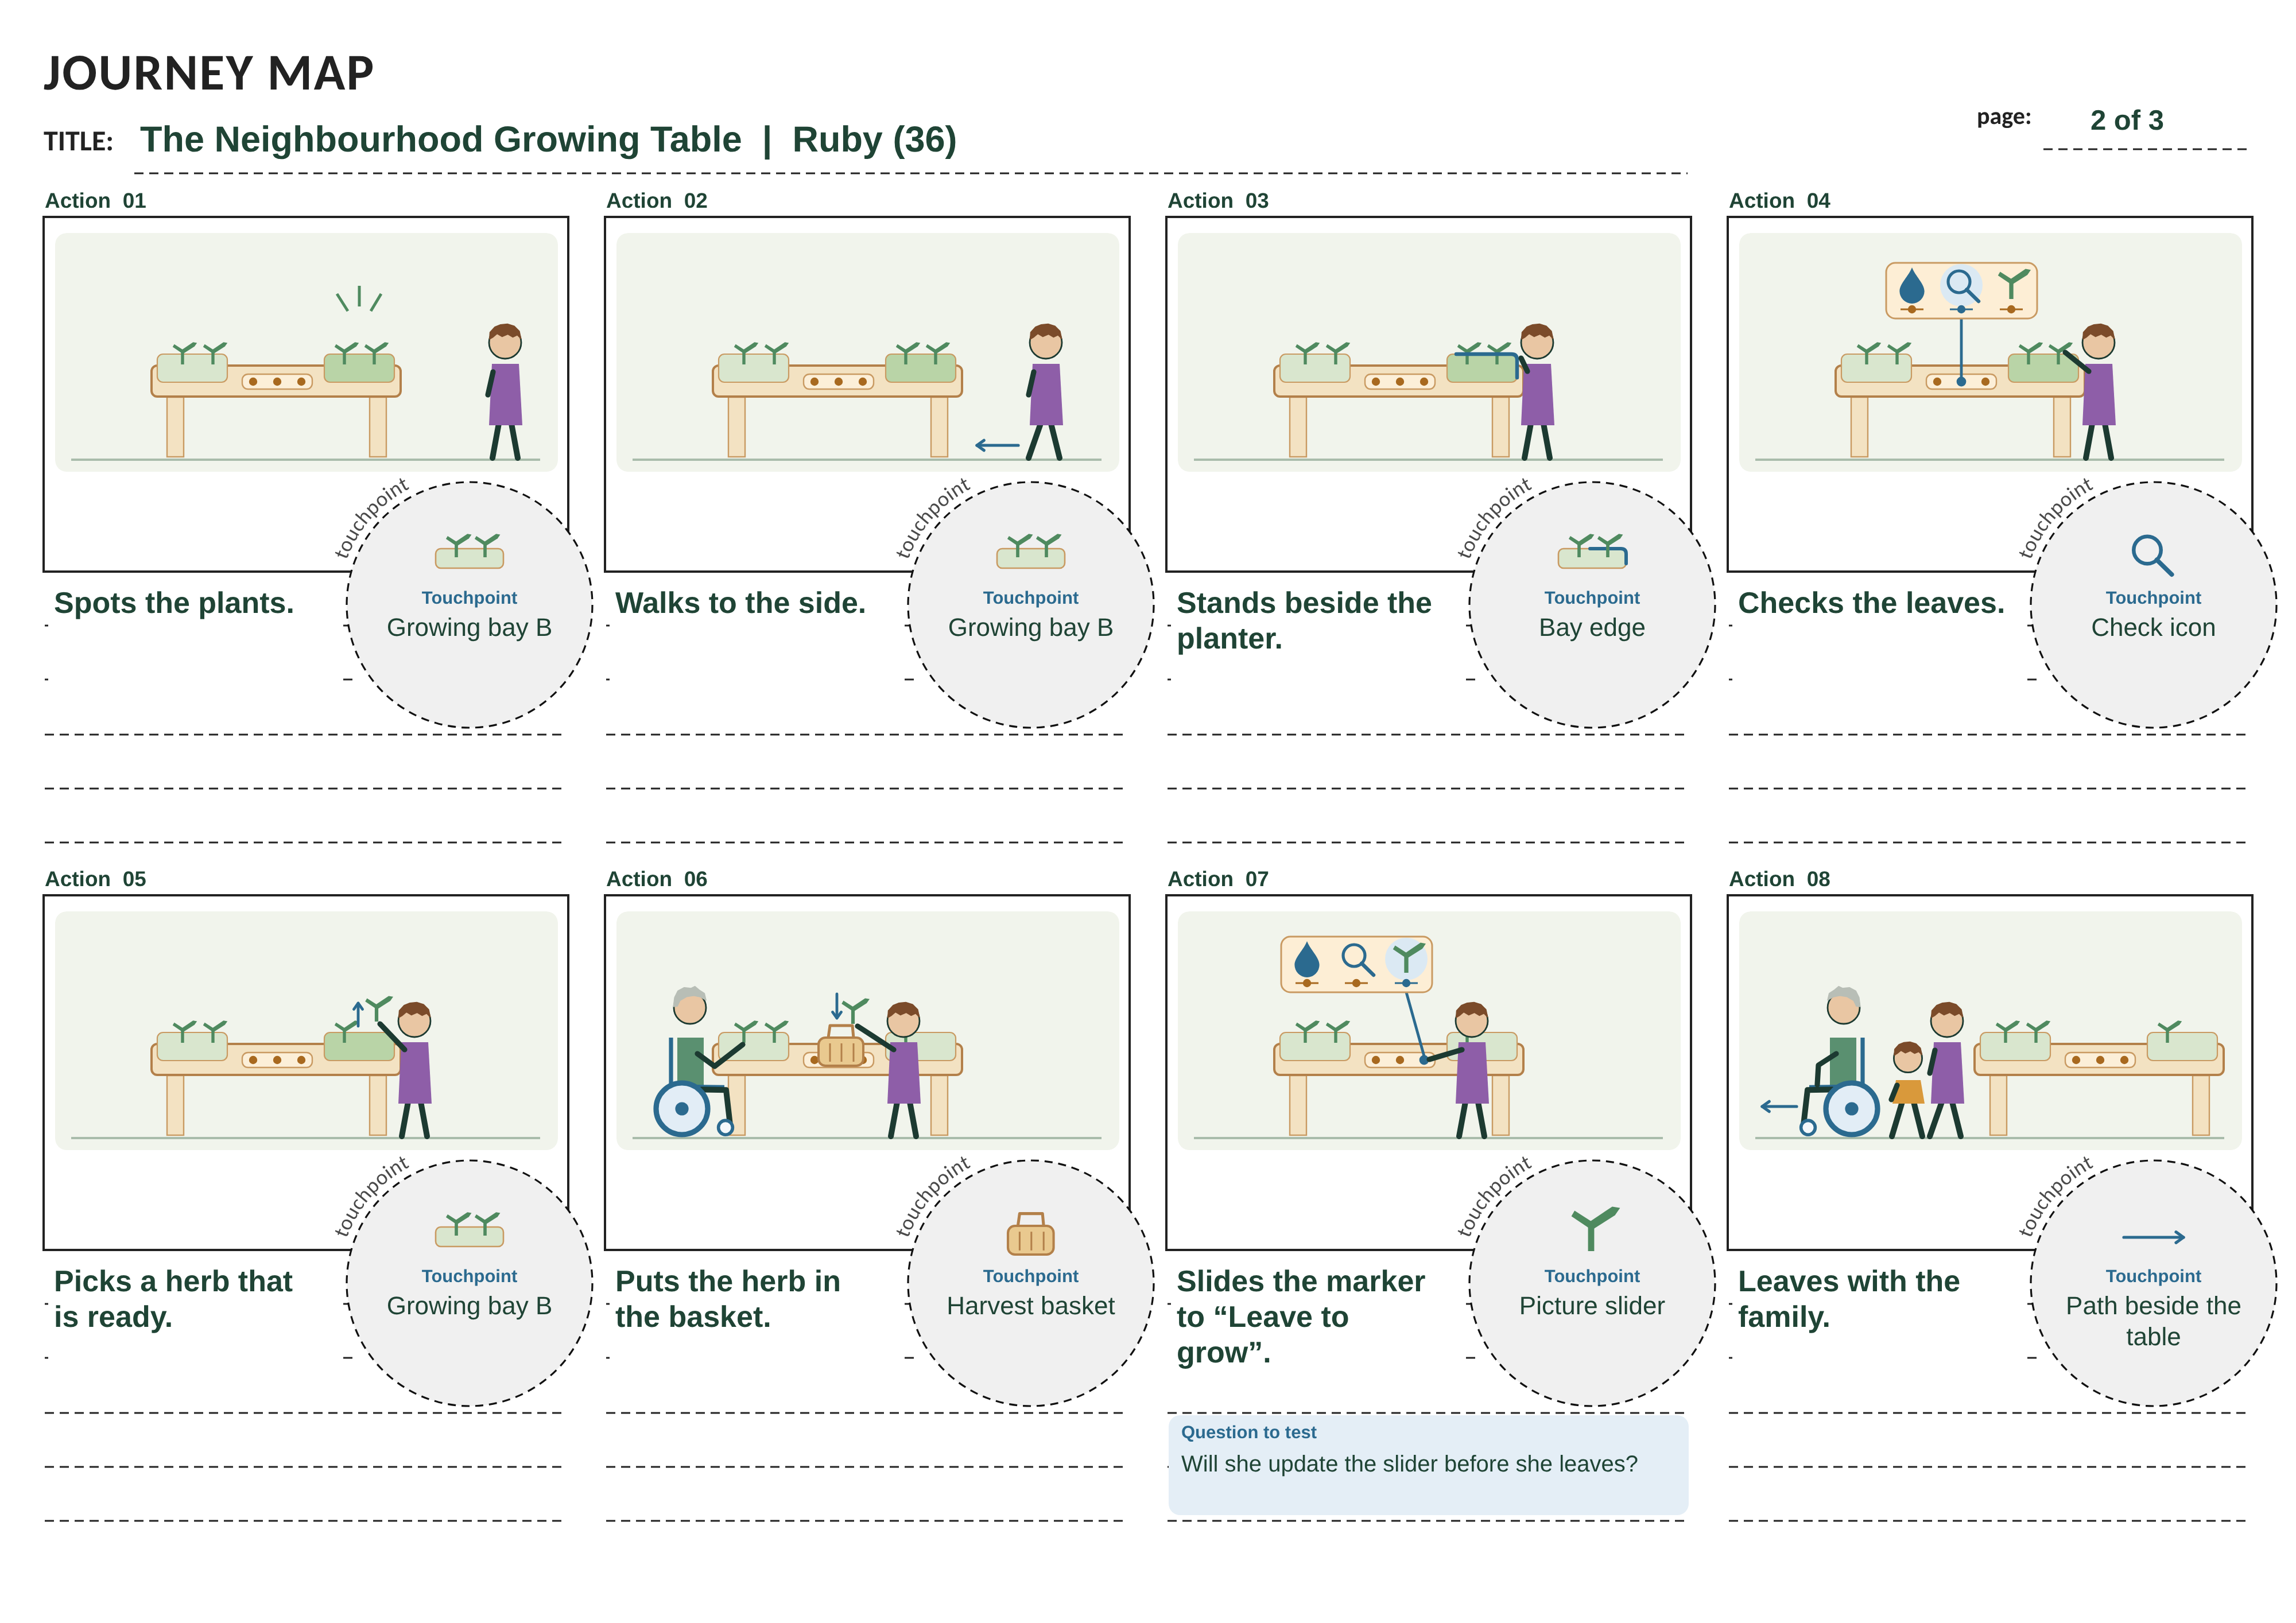 JOURNEY MAP
TITLE: The Neighbourhood Growing Table | Ruby (36)
page: 2 of 3
Action 01
touchpoint
Touchpoint
Growing bay B
Spots the plants.
Action 02
touchpoint
Touchpoint
Growing bay B
Walks to the side.
Action 03
touchpoint
Touchpoint
Bay edge
Stands beside the
planter.
Action 04
touchpoint
Touchpoint
Check icon
Checks the leaves.
Action 05
touchpoint
Touchpoint
Growing bay B
Picks a herb that
is ready.
Action 06
touchpoint
Touchpoint
Harvest basket
Puts the herb in
the basket.
Action 07
touchpoint
Touchpoint
Picture slider
Slides the marker
to “Leave to
grow”.
Question to test
Will she update the slider before she leaves?
Action 08
touchpoint
Touchpoint
Path beside the
table
Leaves with the
family.